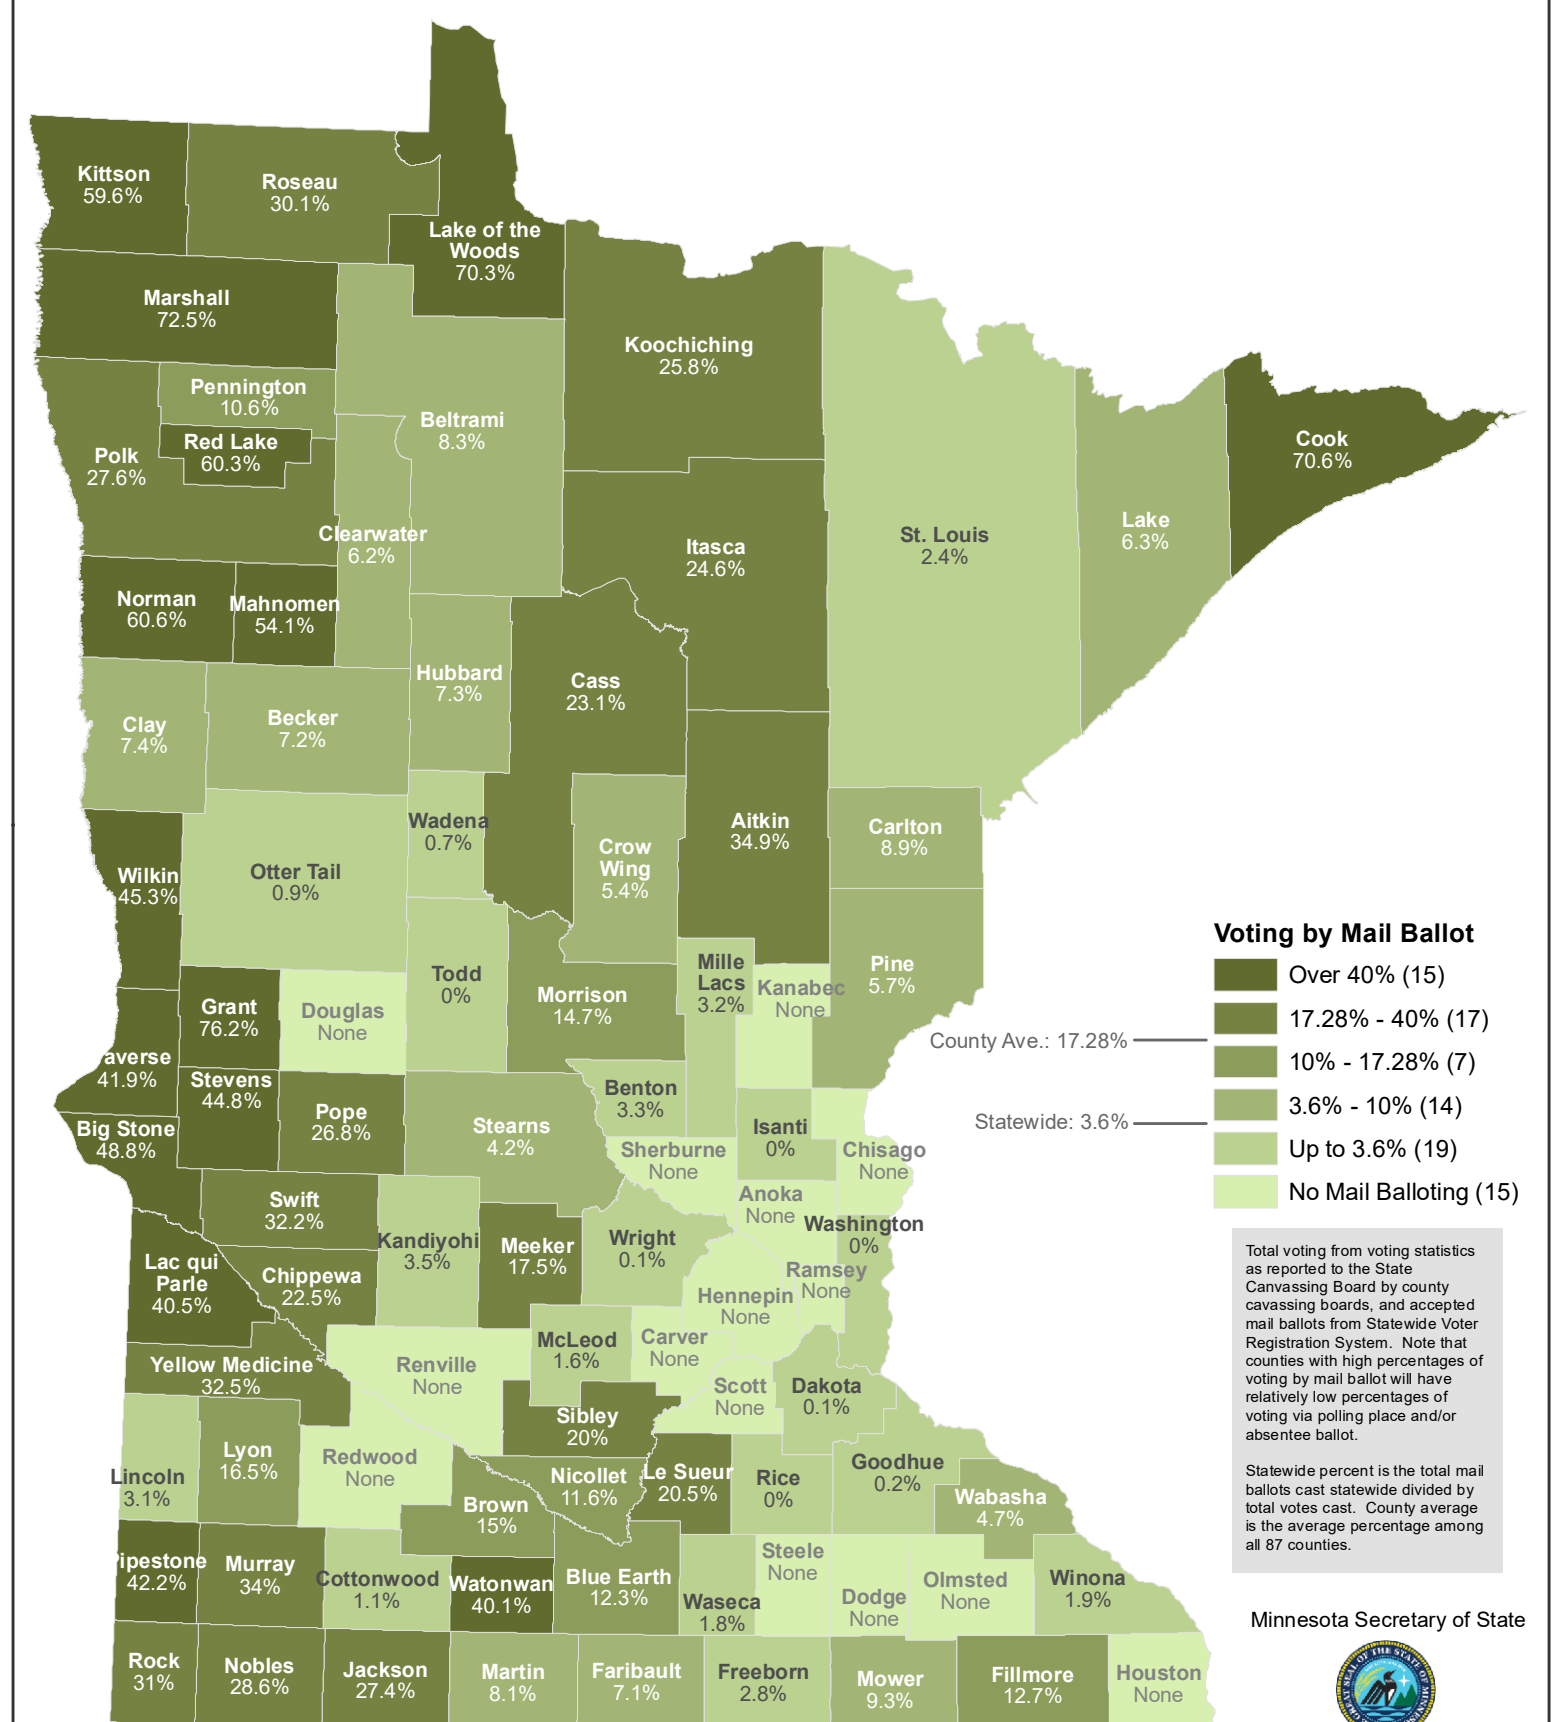 Kittson
59.6%
Roseau
30.1%
Lake of the
Woods
70.3%
Marshall
72.5%
Koochiching
25.8%
Pennington
10.6%
Beltrami
8.3%
Red Lake
60.3%
Polk
27.6%
Cook
70.6%
Clearwater
6.2%
Itasca
24.6%
St. Louis
2.4%
Lake
6.3%
Norman
60.6%
Mahnomen
54.1%
Hubbard
7.3%
Cass
23.1%
Clay
7.4%
Becker
7.2%
Wadena
0.7%
Crow
Wing
5.4%
Aitkin
34.9%
Carlton
8.9%
Wilkin
45.3%
Otter Tail
0.9%
Todd
0%
Morrison
14.7%
Mille
Lacs
3.2%
Kanabec
None
Pine
5.7%
Grant
76.2%
Douglas
None
averse
41.9%
Stevens
44.8%
Pope
26.8%
Stearns
4.2%
Benton
3.3%
Isanti
0%
Big Stone
48.8%
Sherburne
None
Chisago
None
Swift
32.2%
Anoka
None
Washington
0%
Kandiyohi
3.5%
Meeker
17.5%
Wright
0.1%
Lac qui
Parle
40.5%
Chippewa
22.5%
Hennepin
None
Ramsey
None
McLeod
1.6%
Carver
None
Yellow Medicine
32.5%
Renville
None
Scott
None
Dakota
0.1%
Sibley
20%
Lincoln
3.1%
Lyon
16.5%
Redwood
None
Nicollet
11.6%
Le Sueur
20.5%
Rice
0%
Goodhue
0.2%
Wabasha
4.7%
Brown
15%
Pipestone
42.2%
Murray
34%
Cottonwood
1.1%
Watonwan
40.1%
Blue Earth
12.3%
Waseca
1.8%
Steele
None
Dodge
None
Olmsted
None
Winona
1.9%
Rock
31%
Nobles
28.6%
Jackson
27.4%
Martin
8.1%
Faribault
7.1%
Freeborn
2.8%
Mower
9.3%
Fillmore
12.7%
Houston
None
Voting by Mail Ballot
Over 40% (15)
17.28% - 40% (17)
County Ave.: 17.28%
10% - 17.28% (7)
3.6% - 10% (14)
Statewide: 3.6%
Up to 3.6% (19)
No Mail Balloting (15)
Total voting from voting statistics
as reported to the State
Canvassing Board by county
cavassing boards, and accepted
mail ballots from Statewide Voter
Registration System. Note that
counties with high percentages of
voting by mail ballot will have
relatively low percentages of
voting via polling place and/or
absentee ballot.
Statewide percent is the total mail
ballots cast statewide divided by
total votes cast. County average
is the average percentage among
all 87 counties.
Minnesota Secretary of State